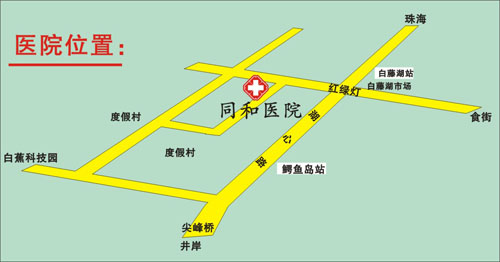 医院位置：
珠海
白藤湖站
白藤湖市场
红绿灯
食街
同和医院
度假村
度假村
湖心路
白蕉科技园
鳄鱼岛站
尖峰桥
井岸